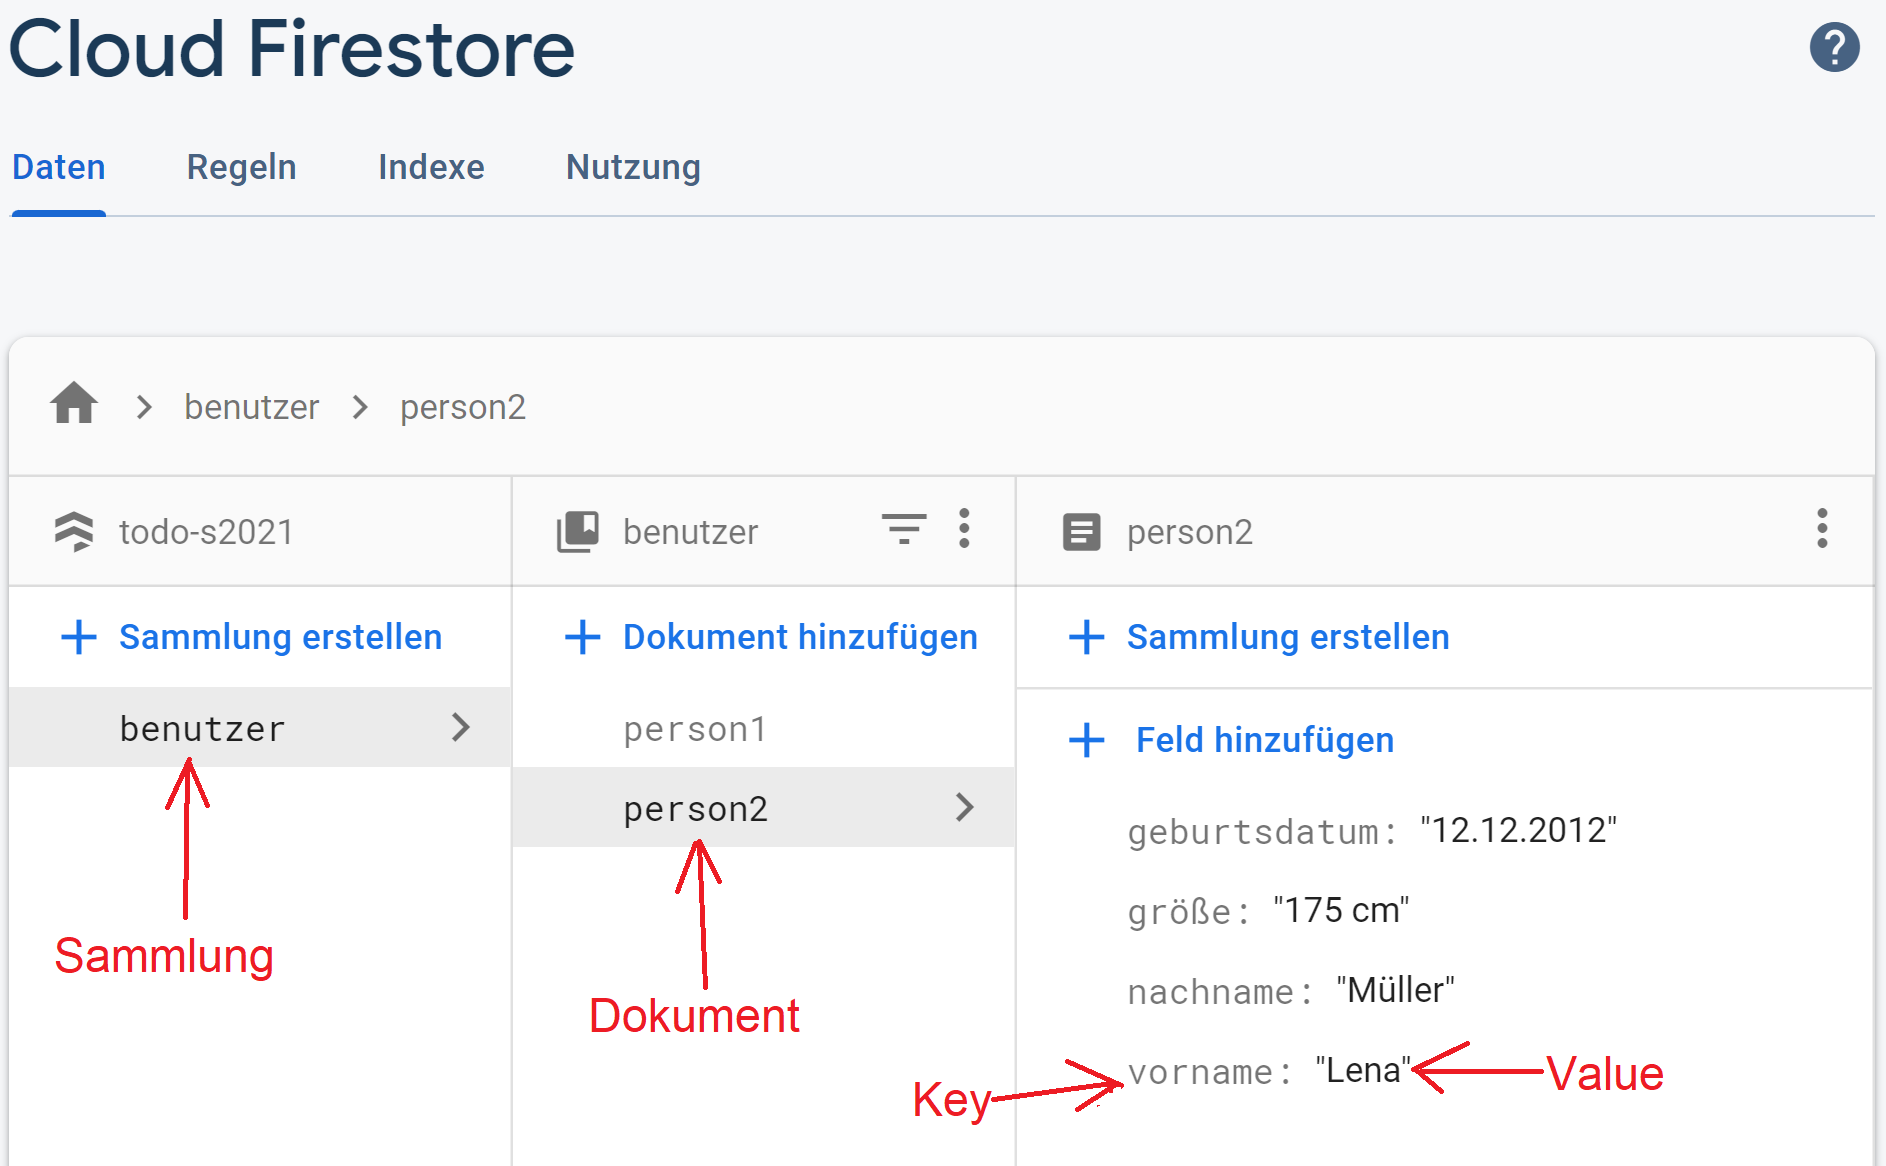 Cloud Firestore
?
Daten Regeln Indexe Nutzung
benutzer person2
todo-s2021
benutzer
person2
Sammlung erstellen
Dokument hinzufügen
Sammlung erstellen
benutzer
person1
person2
Feld hinzufügen
geburtsdatum: "12.12.2012"
größe: "175 cm"
nachname: "Müller"
vorname: "Lena"
Sammlung
Dokument
Key
Value